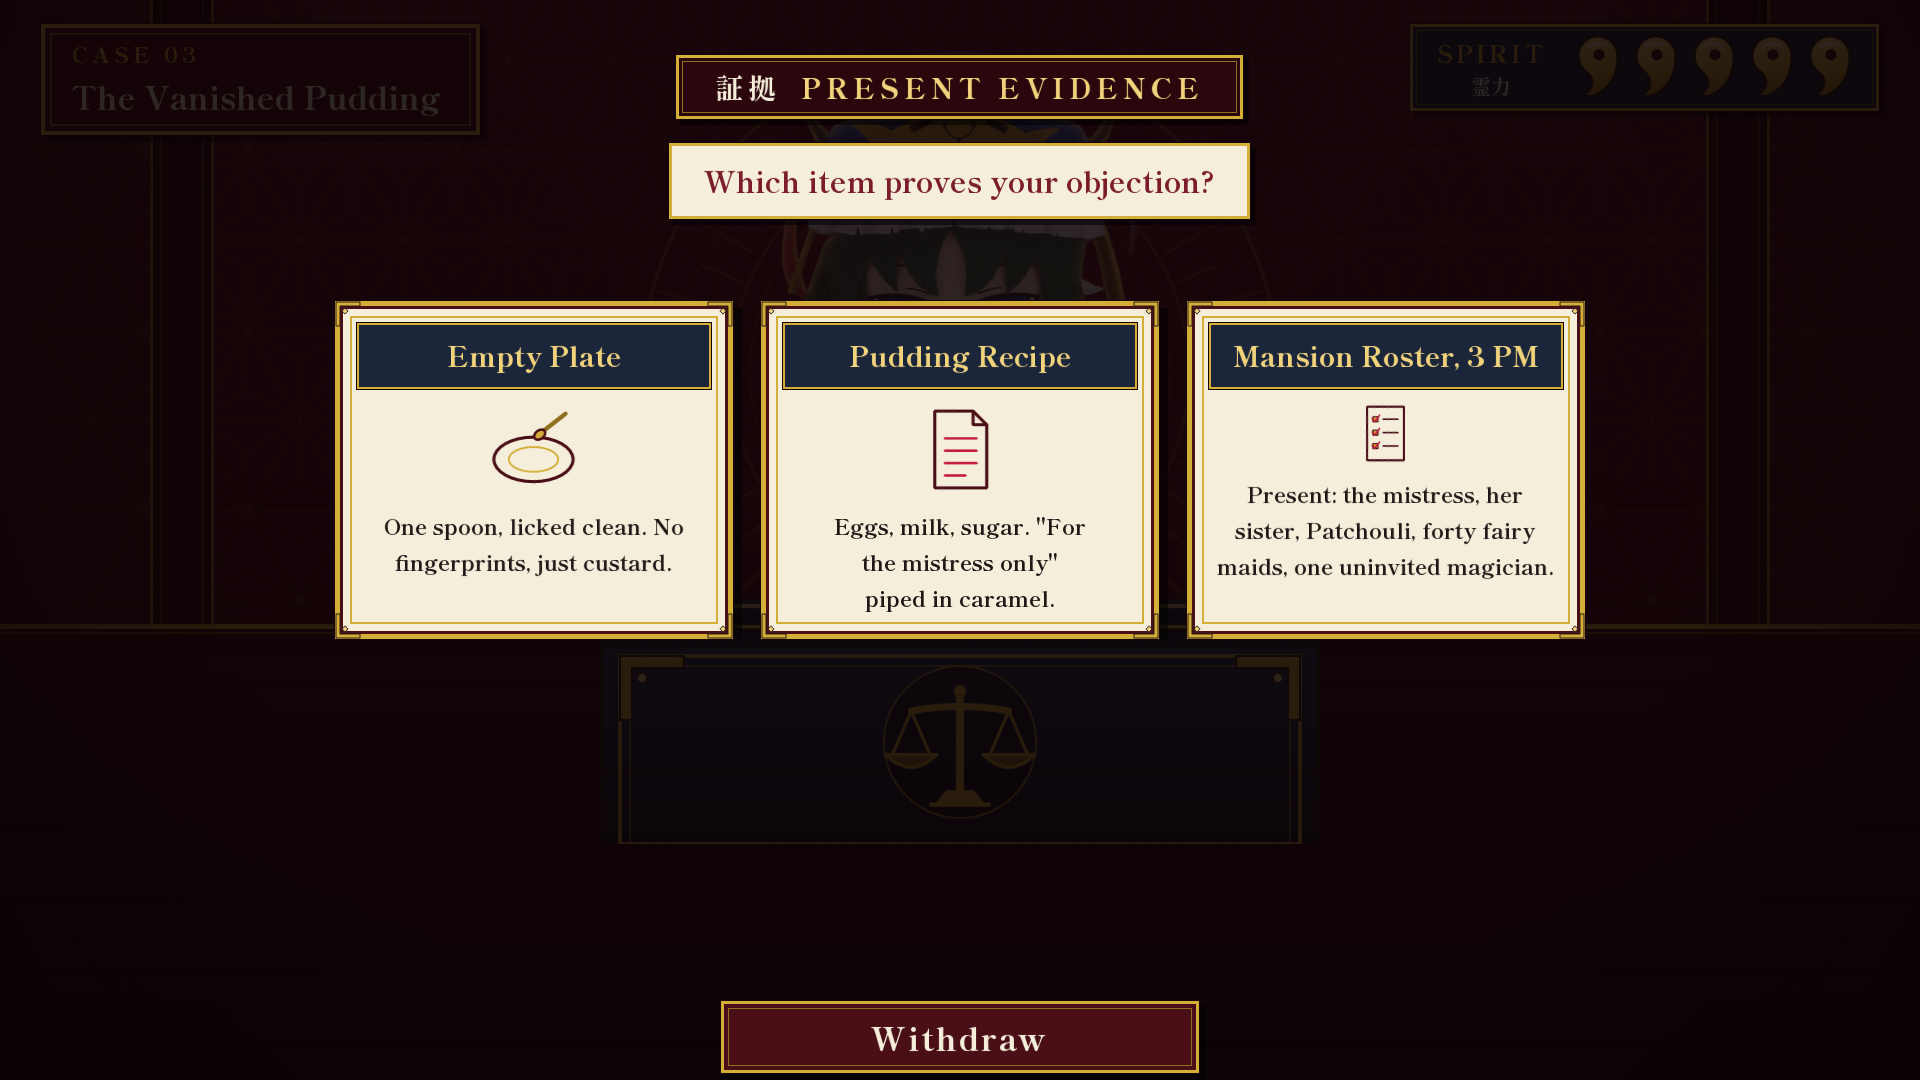 CASE 03
The Vanished Pudding
証拠 PRESENT EVIDENCE
SPIRIT
霊力
Which item proves your objection?
Empty Plate
One spoon, licked clean. No
fingerprints, just custard.
Pudding Recipe
Eggs, milk, sugar. "For
the mistress only"
piped in caramel.
Mansion Roster, 3 PM
Present: the mistress, her
sister, Patchouli, forty fairy
maids, one uninvited magician.
Withdraw